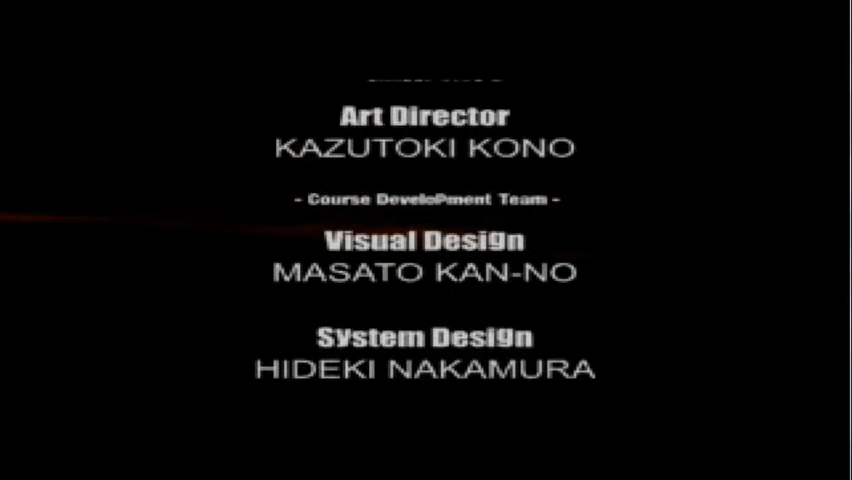 Art Director
KAZUTOKI KONO
- Course DeveloPment Team -
Visual Design
MASATO KAN-NO
System Design
HIDEKI NAKAMURA